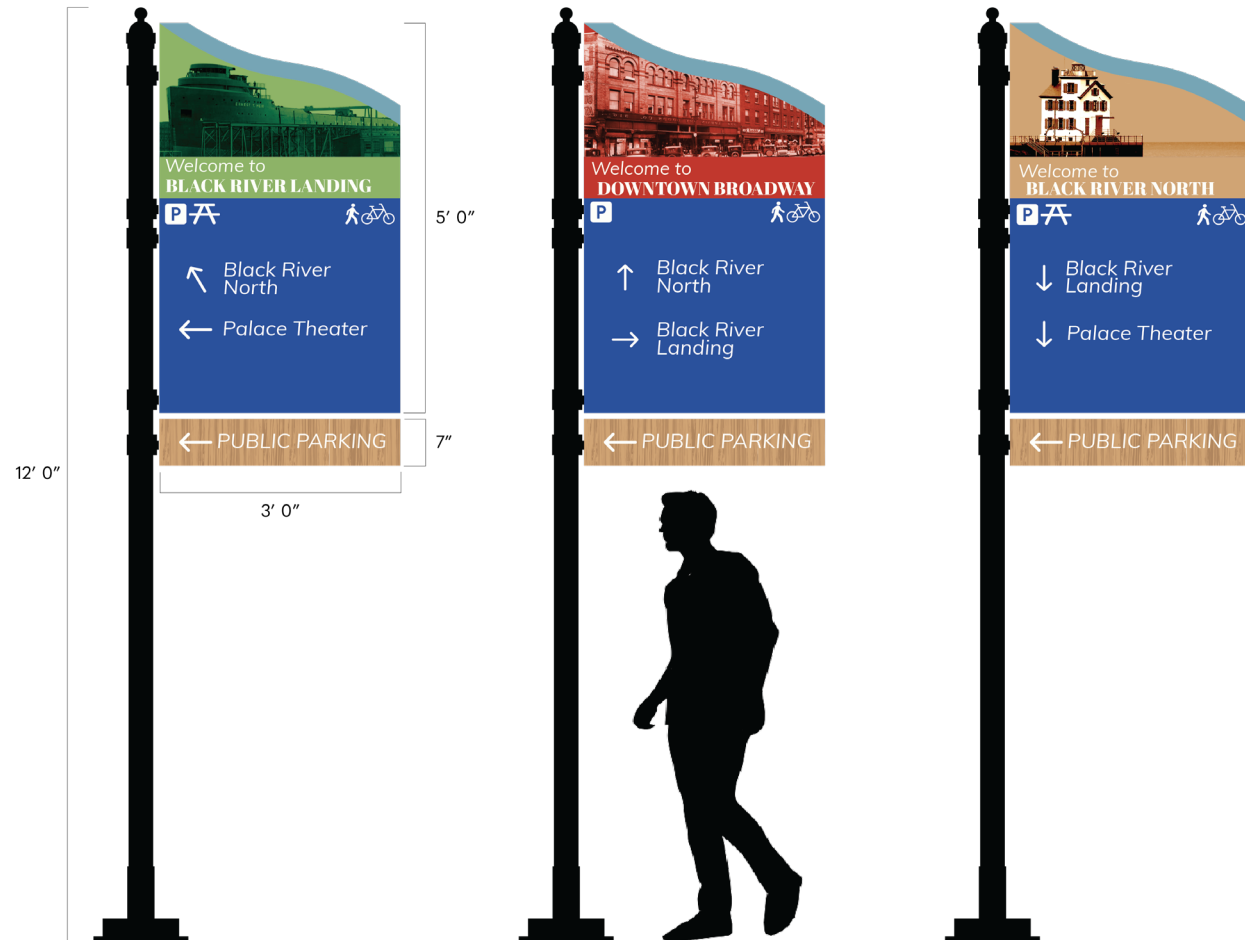 Welcome to
BLACK RIVER LANDING
P
Black River
North
Palace Theater
PUBLIC PARKING
5′ 0″
7″
12′ 0″
3′ 0″
Welcome to
DOWNTOWN BROADWAY
P
Black River
North
Black River
Landing
PUBLIC PARKING
Welcome to
BLACK RIVER NORTH
P
Black River
Landing
Palace Theater
PUBLIC PARKING